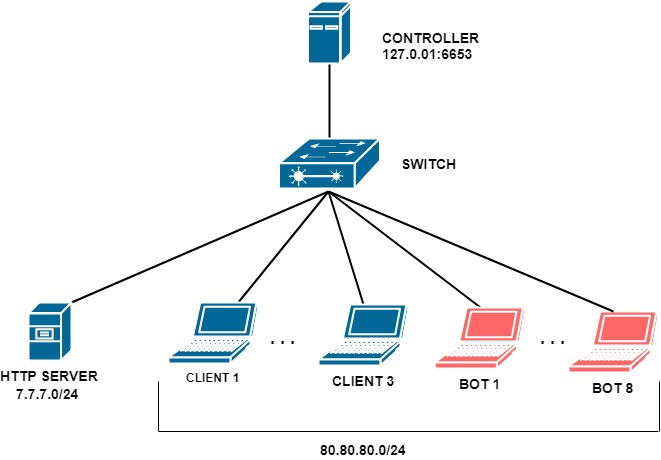 CONTROLLER
127.0.01:6653
SWITCH
HTTP SERVER
7.7.7.0/24
CLIENT 1
. . .
CLIENT 3
BOT 1
. . .
BOT 8
80.80.80.0/24